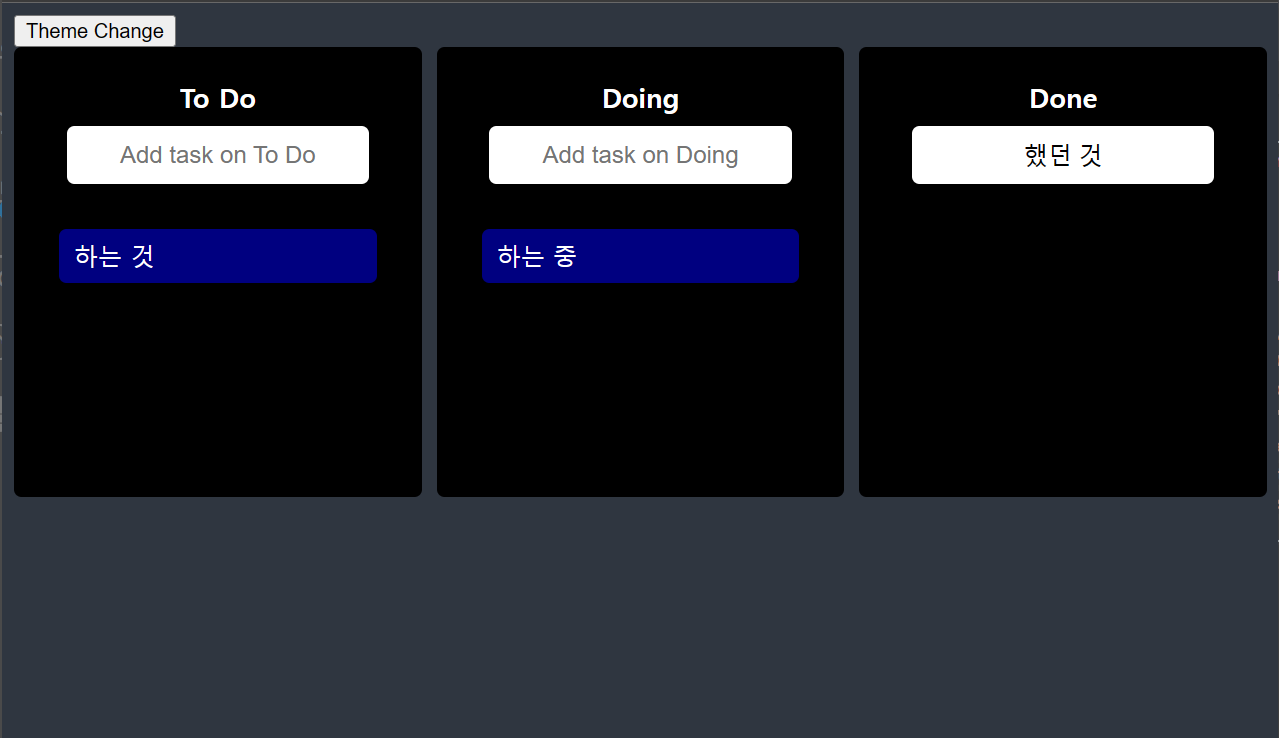 Theme Change
To Do
Add task on To Do
하는 것
Doing
Add task on Doing
하는 중
Done
했던 것